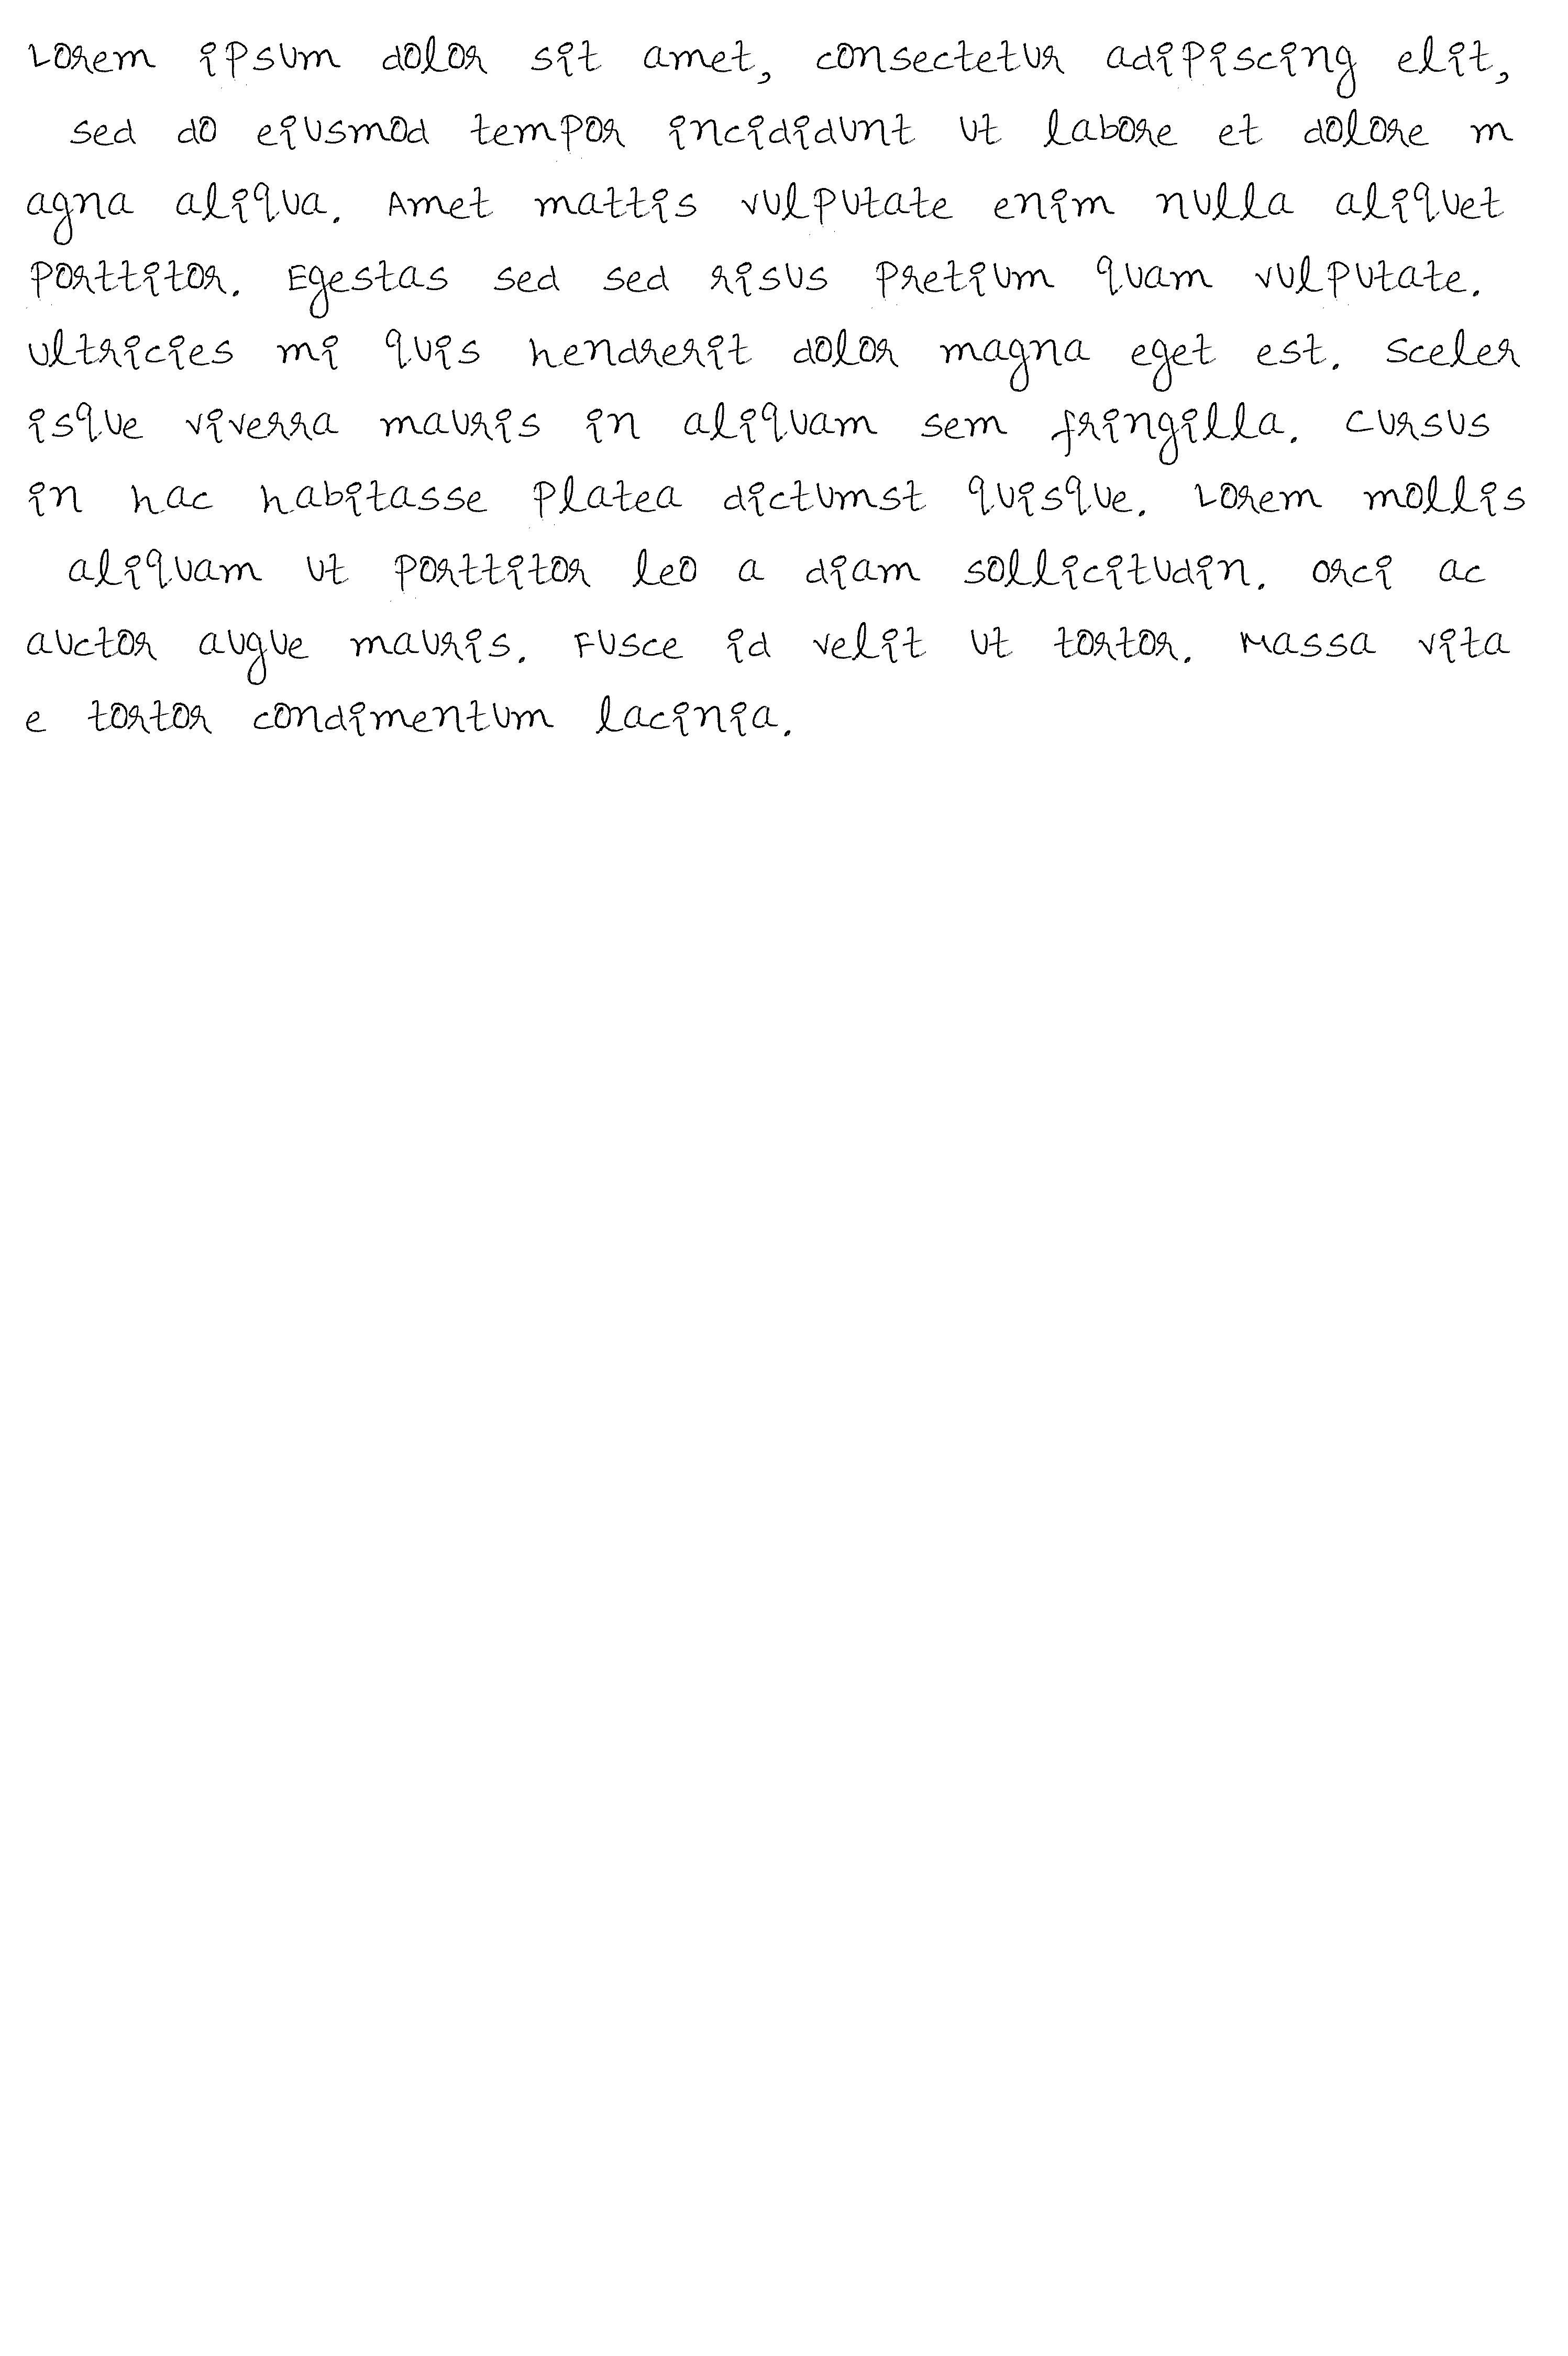 Lorem ipsum dolor sit amet, consectetur adipiscing elit,
sed do eiusmod tempor incididunt ut labore et dolore m
agna aliqua. Amet mattis vulputate enim nulla aliquet
porttitor. Egestas sed sed risus pretium quam vulputate.
Ultricies mi quis hendrerit dolor magna eget est. Sceler
isque viverra mauris in aliquam sem fringilla. Cursus
in hac habitasse platea dictumst quisque. Lorem mollis
aliquam ut porttitor leo a diam sollicitudin. Orci ac
auctor augue mauris. Fusce id velit ut tortor. Massa vita
e tortor condimentum lacinia.